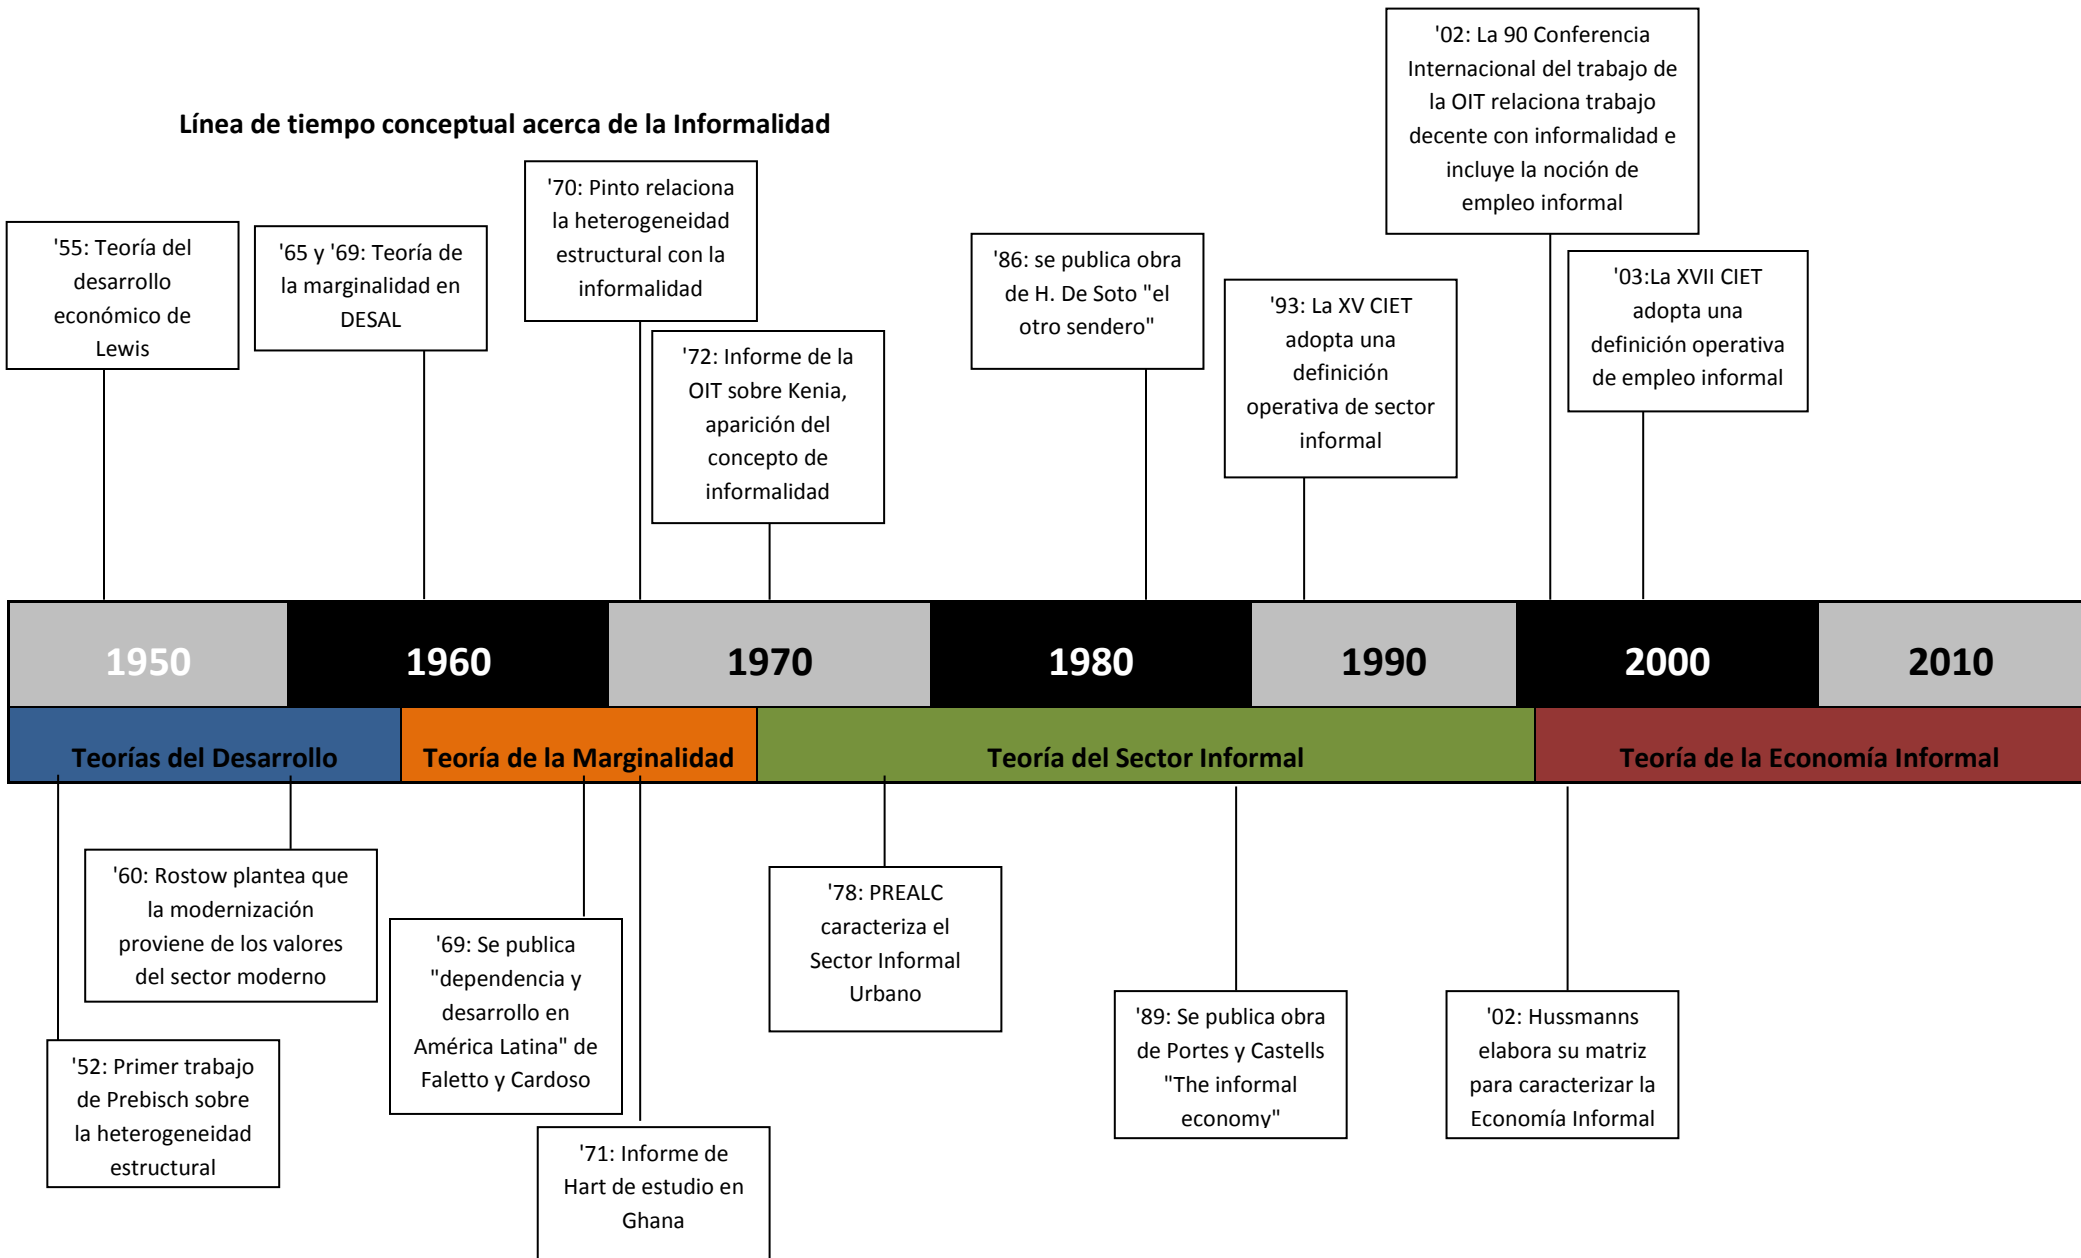 '02: La 90 Conferencia
Internacional del trabajo de
la OIT relaciona trabajo
decente con informalidad e
incluye la noción de
empleo informal
Línea de tiempo conceptual acerca de la Informalidad
'55: Teoría del
desarrollo
económico de
Lewis
'65 y '69: Teoría de
la marginalidad en
DESAL
'70: Pinto relaciona
la heterogeneidad
estructural con la
informalidad
'72: Informe de la
OIT sobre Kenia,
aparición del
concepto de
informalidad
'86: se publica obra
de H. De Soto "el
otro sendero"
'93: La XV CIET
adopta una
definición
operativa de sector
informal
'03:La XVII CIET
adopta una
definición operativa
de empleo informal
1950
1960
1970
1980
1990
2000
2010
Teorías del Desarrollo
Teoría de la Marginalidad
Teoría del Sector Informal
Teoría de la Economía Informal
'60: Rostow plantea que
la modernización
proviene de los valores
del sector moderno
'52: Primer trabajo
de Prebisch sobre
la heterogeneidad
estructural
'69: Se publica
"dependencia y
desarrollo en
América Latina" de
Faletto y Cardoso
'71: Informe de
Hart de estudio en
Ghana
'78: PREALC
caracteriza el
Sector Informal
Urbano
'89: Se publica obra
de Portes y Castells
"The informal
economy"
'02: Hussmanns
elabora su matriz
para caracterizar la
Economía Informal